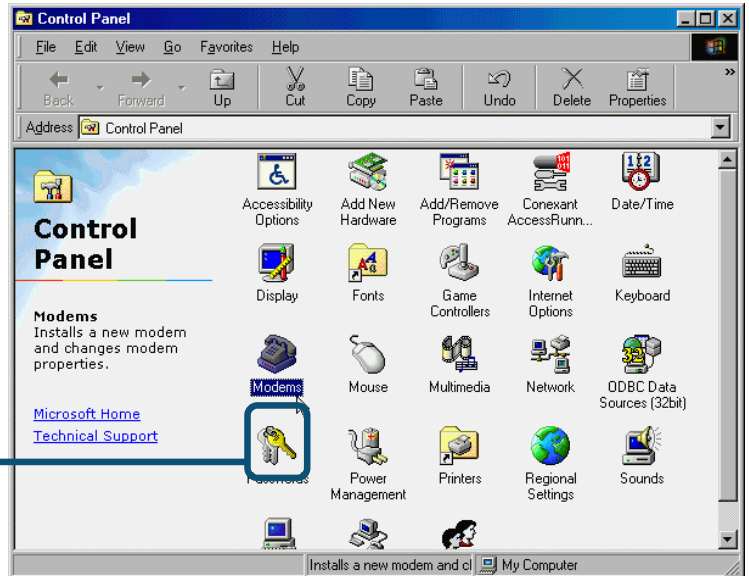 Control Panel
File Edit View Go Favorites Help
Back Forward Up Cut Copy Paste Undo Delete Properties »
Address Control Panel
Control
Panel
Modems
Installs a new modem
and changes modem
properties.
Microsoft Home
Technical Support
Accessibility
Options
Add New
Hardware
Add/Remove
Programs
Conexant
AccessRunn...
Date/Time
Display
Fonts
Game
Controllers
Internet
Options
Keyboard
Modems
Mouse
Multimedia
Network
ODBC Data
Sources (32bit)
Passwords
Power
Management
Printers
Regional
Settings
Sounds
Installs a new modem and cl My Computer